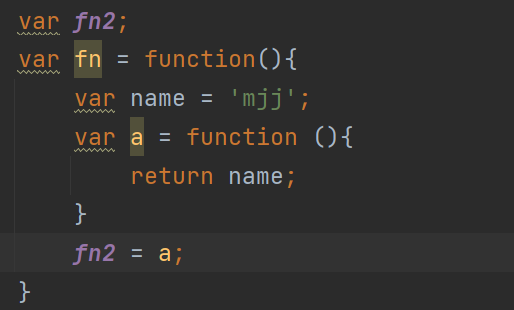 var fn2;
var fn = function(){
    var name = 'mjj';
    var a = function (){
        return name;
    }
    fn2 = a;
}